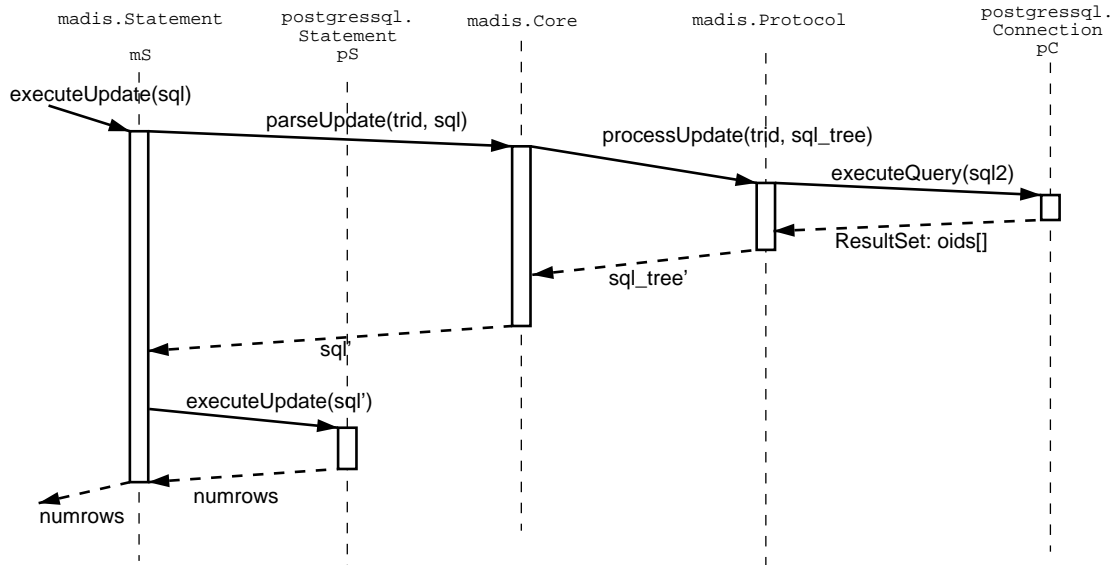 madis.Statement
mS
postgressql.
Statement
pS
madis.Core
madis.Protocol
postgressql.
Connection
pC
executeUpdate(sql)
parseUpdate(trid, sql)
processUpdate(trid, sql_tree)
executeQuery(sql2)
ResultSet: oids[]
sql_tree’
sql’
executeUpdate(sql’)
numrows
numrows